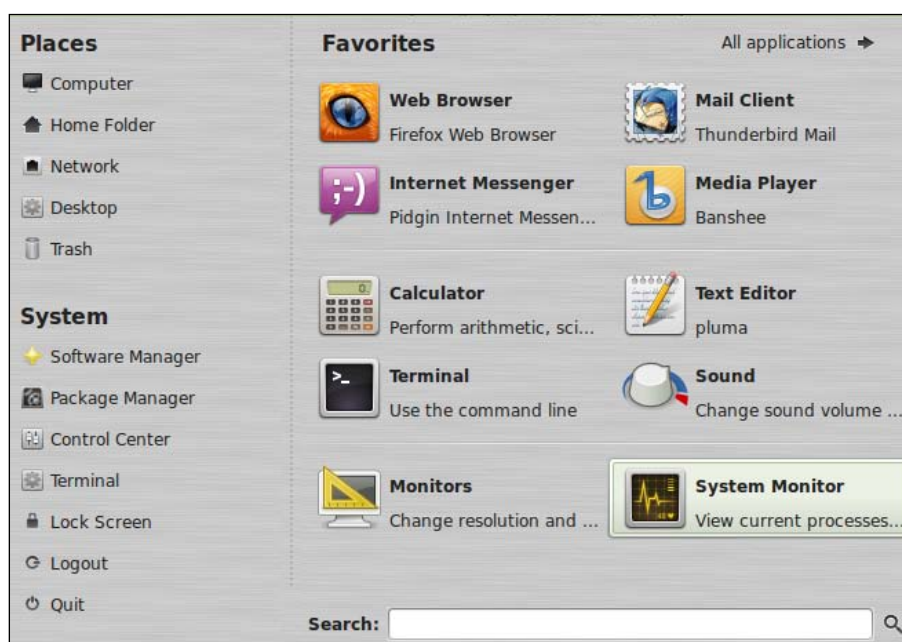 Places
Computer
Home Folder
Network
Desktop
Trash
System
Software Manager
Package Manager
Control Center
Terminal
Lock Screen
Logout
Quit
Favorites
All applications
Web Browser
Firefox Web Browser
Mail Client
Thunderbird Mail
;-)
Internet Messenger
Pidgin Internet Messen...
Media Player
Banshee
0
Calculator
Perform arithmetic, sci...
Text Editor
pluma
>_
Terminal
Use the command line
Sound
Change sound volume ...
Monitors
Change resolution and ...
System Monitor
View current processes...
Search: